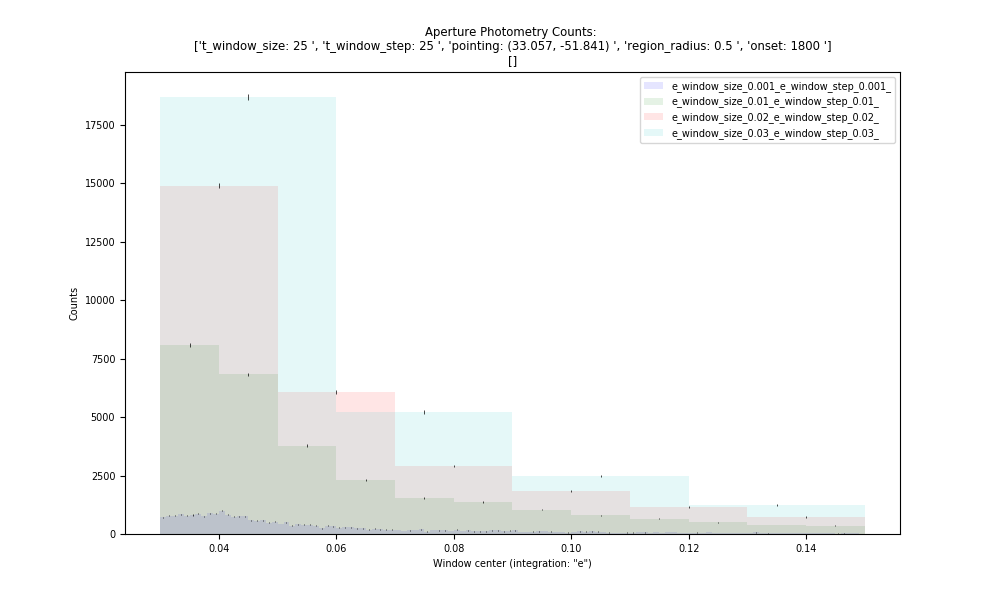 Aperture Photometry Counts:
['t_window_size: 25 ', 't_window_step: 25 ', 'pointing: (33.057, -51.841) ', 'region_radius: 0.5 ', 'onset: 1800 ']
[]
e_window_size_0.001_e_window_step_0.001_
e_window_size_0.01_e_window_step_0.01_
e_window_size_0.02_e_window_step_0.02_
e_window_size_0.03_e_window_step_0.03_
17500
15000
12500
10000
7500
5000
2500
0
Counts
0.04 0.06 0.08 0.10 0.12 0.14
Window center (integration: "e")